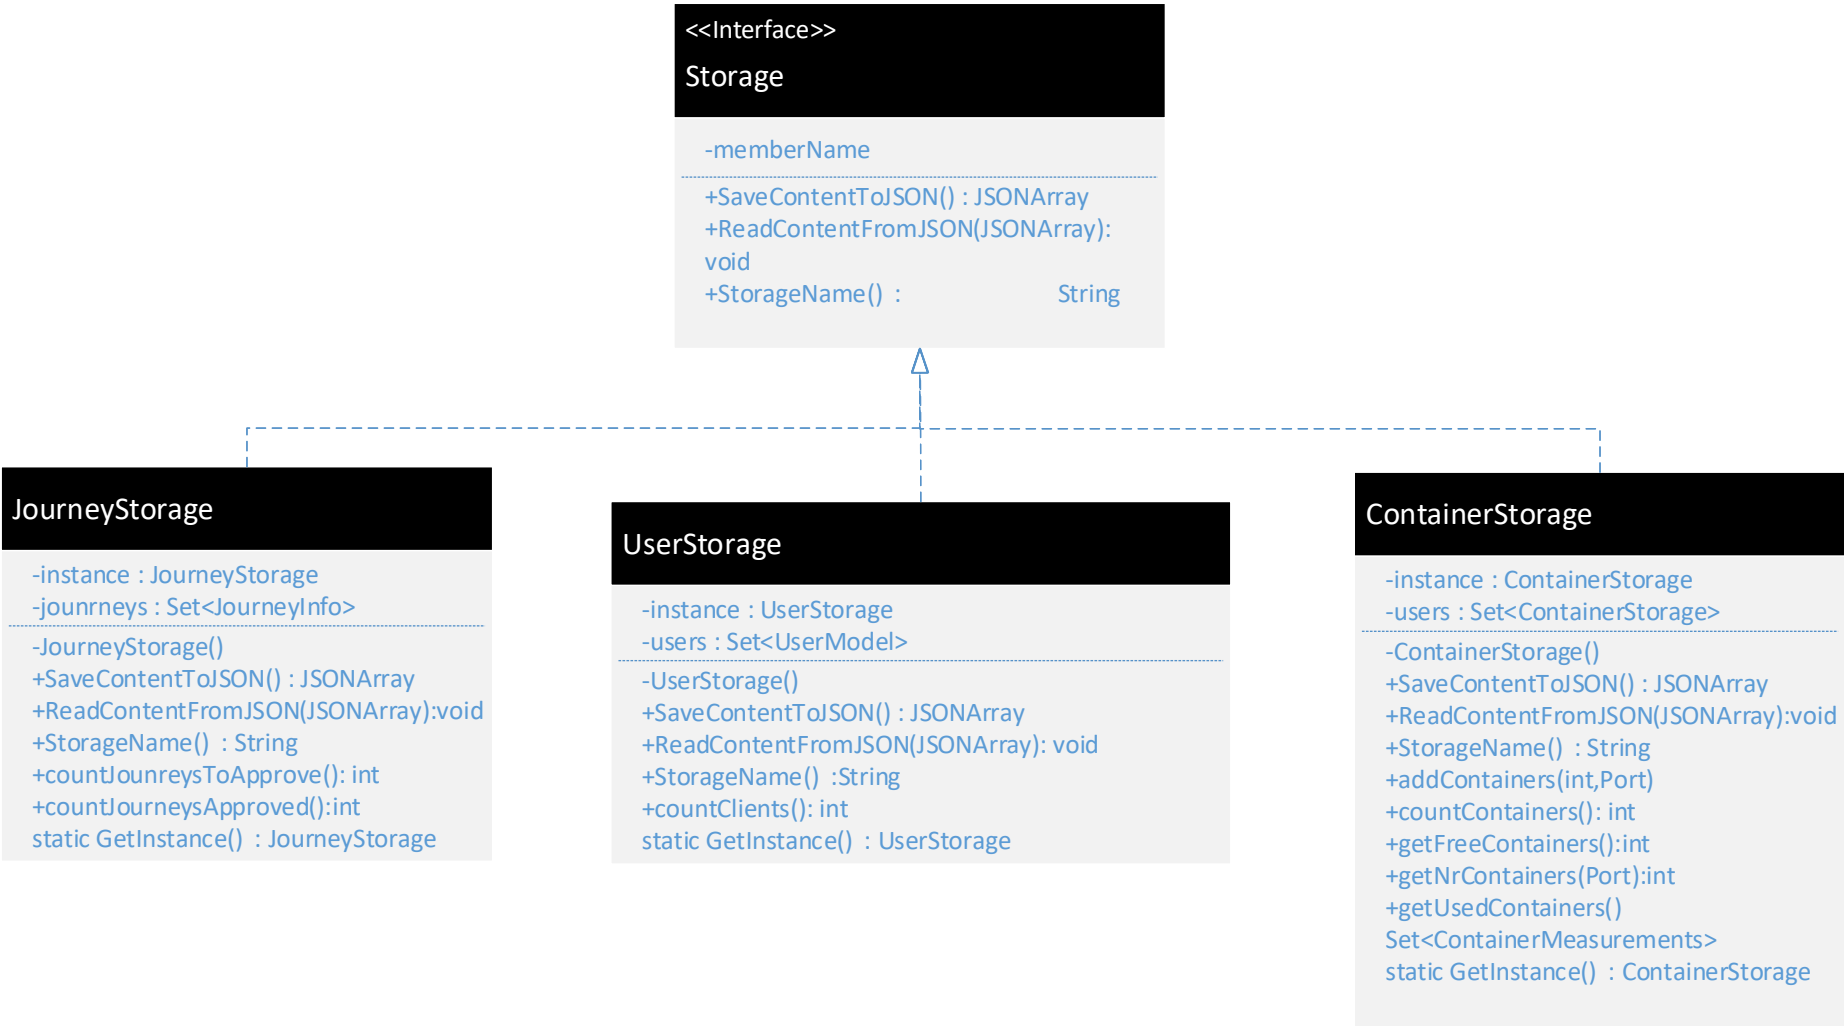 <<Interface>>
Storage
-memberName
+SaveContentToJSON() : JSONArray
+ReadContentFromJSON(JSONArray):
void
+StorageName() : String
JourneyStorage
-instance : JourneyStorage
-jounrneys : Set<JourneyInfo>
-JourneyStorage()
+SaveContentToJSON() : JSONArray
+ReadContentFromJSON(JSONArray):void
+StorageName() : String
+countJounreysToApprove(): int
+countJourneysApproved():int
static GetInstance() : JourneyStorage
UserStorage
-instance : UserStorage
-users : Set<UserModel>
-UserStorage()
+SaveContentToJSON() : JSONArray
+ReadContentFromJSON(JSONArray): void
+StorageName() :String
+countClients(): int
static GetInstance() : UserStorage
ContainerStorage
-instance : ContainerStorage
-users : Set<ContainerStorage>
-ContainerStorage()
+SaveContentToJSON() : JSONArray
+ReadContentFromJSON(JSONArray):void
+StorageName() : String
+addContainers(int,Port)
+countContainers(): int
+getFreeContainers():int
+getNrContainers(Port):int
+getUsedContainers()
Set<ContainerMeasurements>
static GetInstance() : ContainerStorage